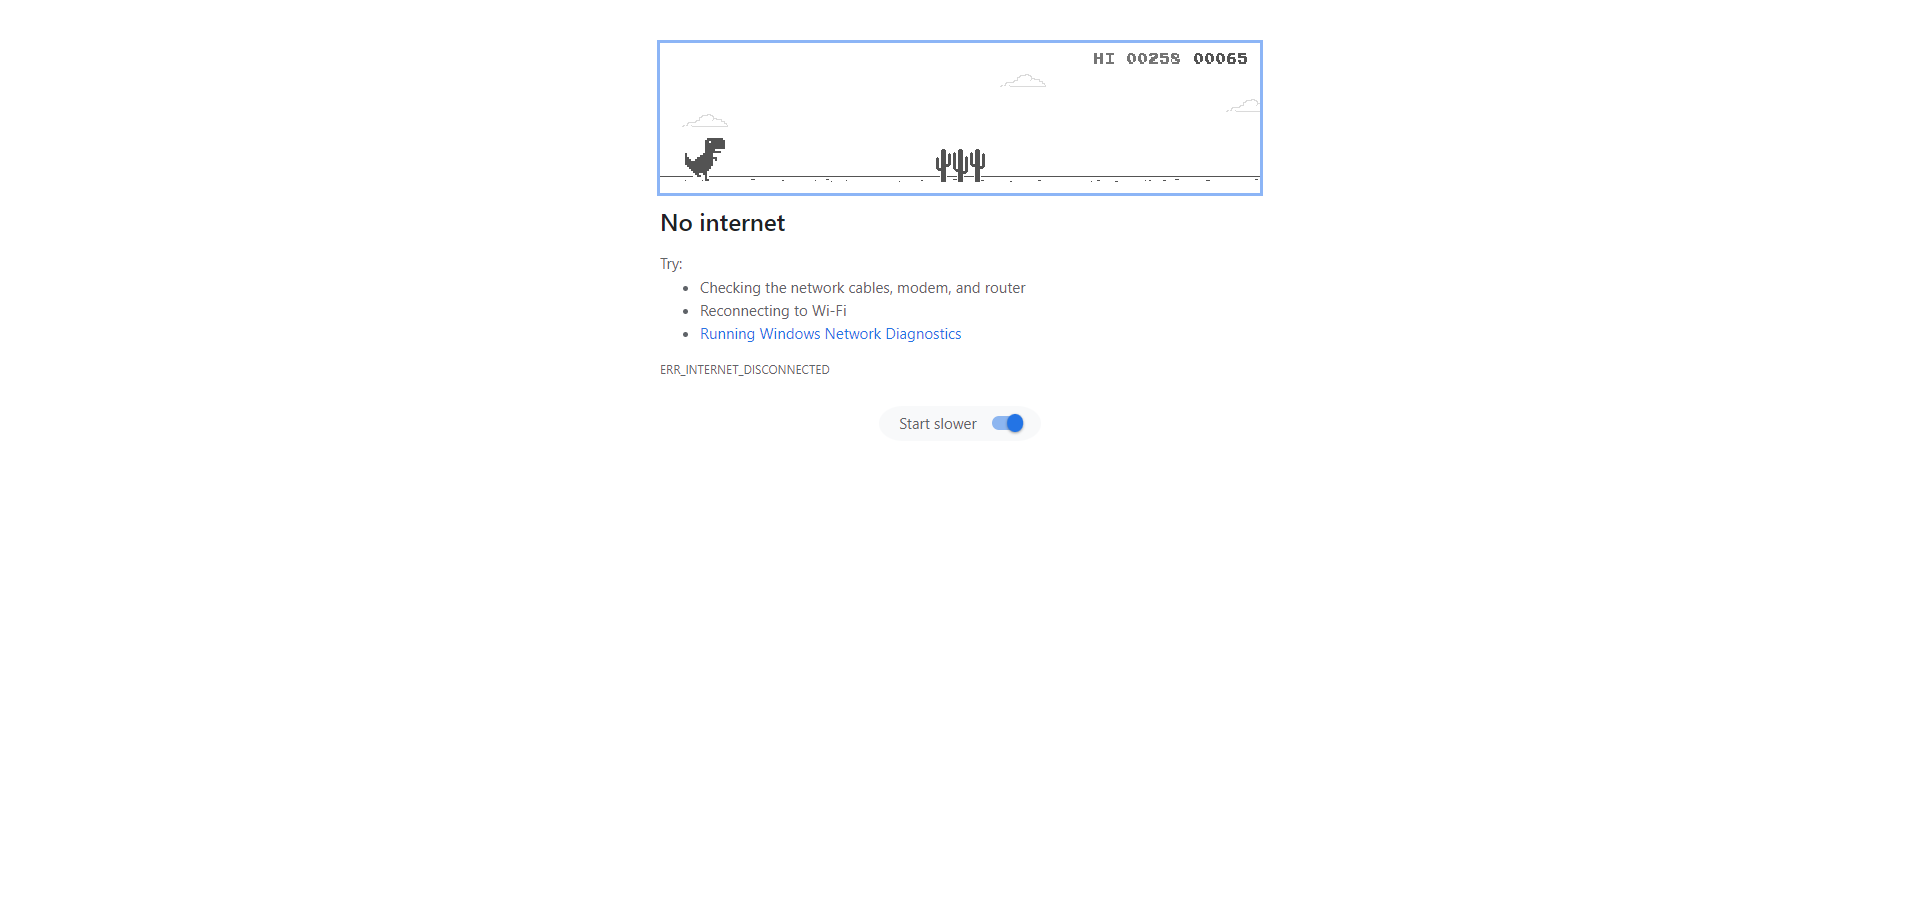 HI 00258 00065
No internet
Try:
Checking the network cables, modem, and router
Reconnecting to Wi-Fi
Running Windows Network Diagnostics
ERR_INTERNET_DISCONNECTED
Start slower